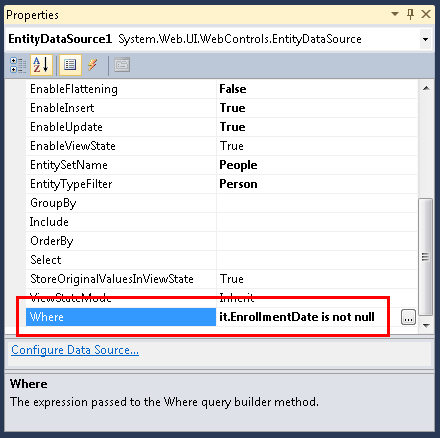 Properties
EntityDataSource1 System.Web.UI.WebControls.EntityDataSource
EnableFlattening False
EnableInsert True
EnableUpdate True
EnableViewState True
EntitySetName People
EntityTypeFilter Person
GroupBy
Include
OrderBy
Select
StoreOriginalValuesInViewState True
ViewStateMode Inherit
Where it.EnrollmentDate is not null ...
Configure Data Source...
Where
The expression passed to the Where query builder method.